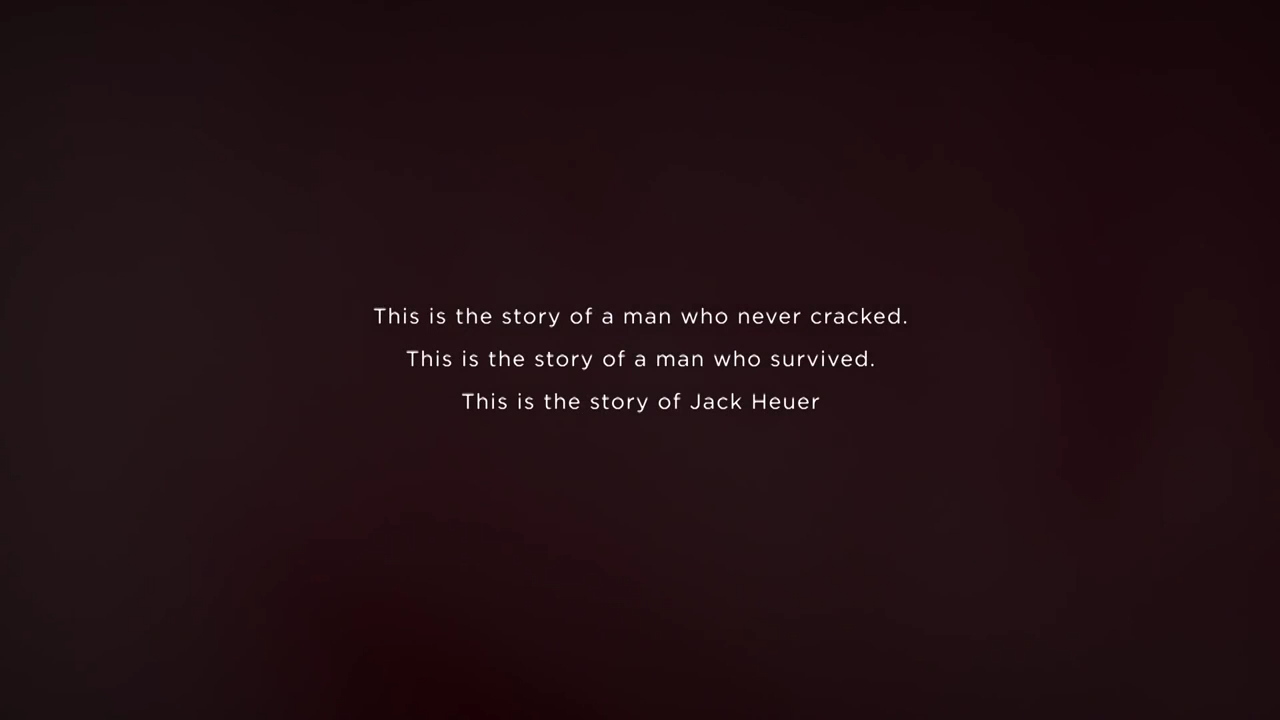 This is the story of a man who never cracked.
This is the story of a man who survived.
This is the story of Jack Heuer